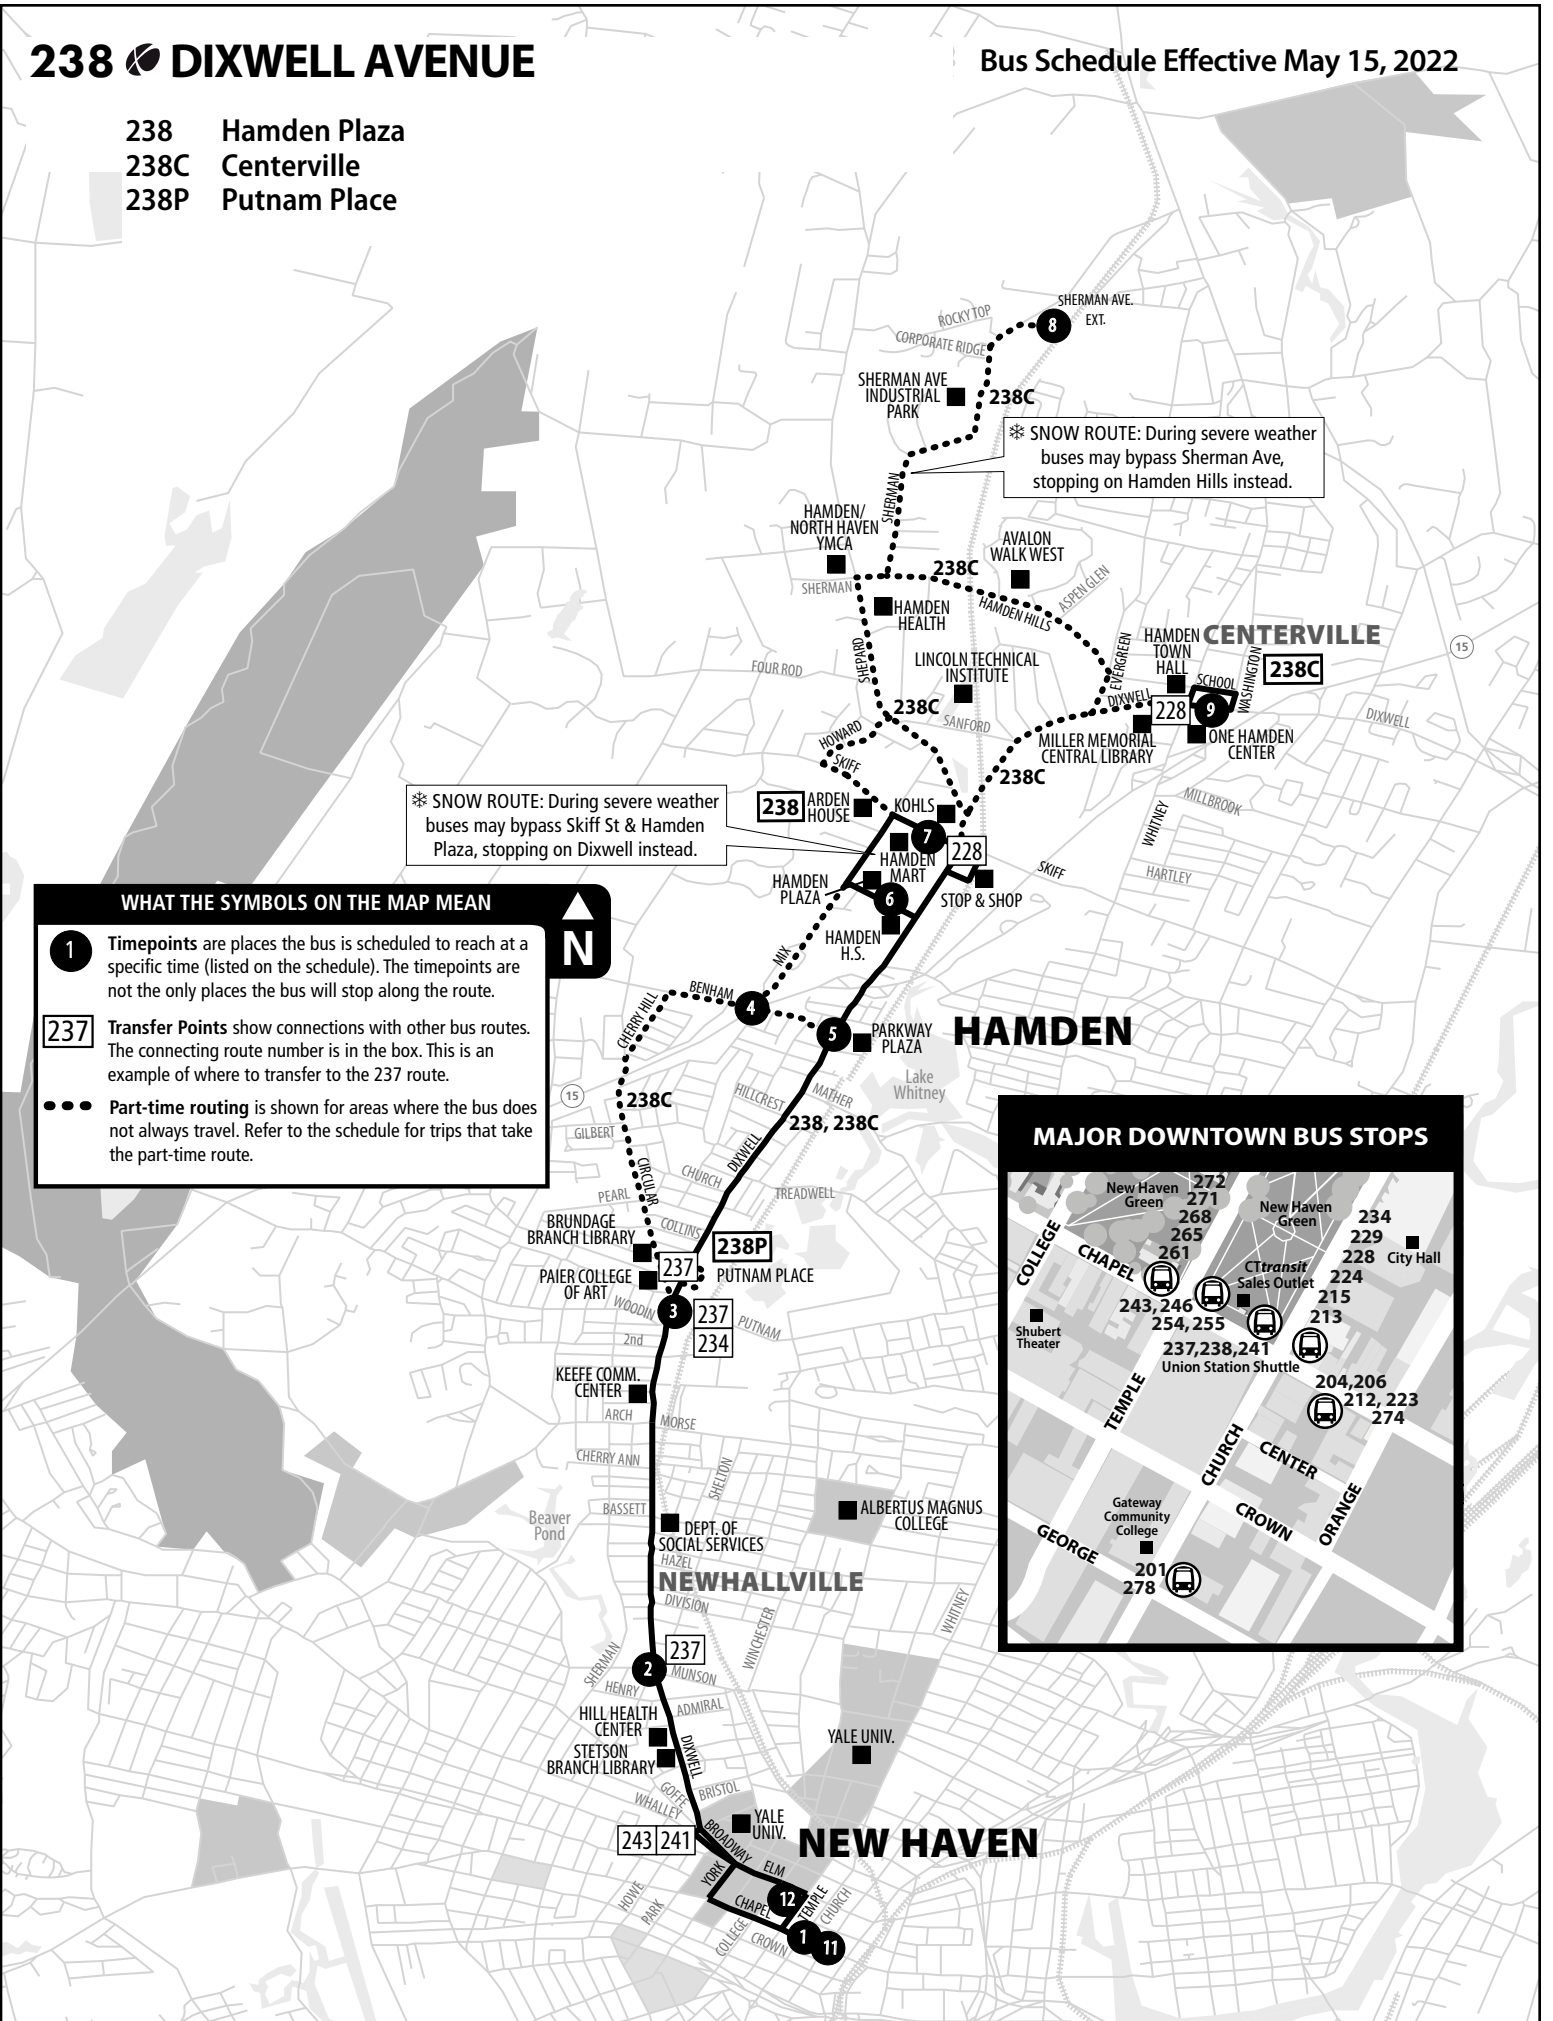 238 DIXWELL AVENUE
Bus Schedule Effective May 15, 2022
238 Hamden Plaza
238C Centerville
238P Putnam Place
SHERMAN AVE.
EXT.
8
ROCKY TOP
CORPORATE RIDGE
SHERMAN AVE
INDUSTRIAL
PARK
238C
❄ SNOW ROUTE: During severe weather
buses may bypass Sherman Ave,
stopping on Hamden Hills instead.
SHERMAN
HAMDEN/
NORTH HAVEN
YMCA
AVALON
WALK WEST
238C
SHERMAN
ASPEN GLEN
HAMDEN HILLS
HAMDEN
HEALTH
EVERGREEN
HAMDEN
TOWN
HALL
CENTERVILLE
15
238C
SHEPARD
FOUR ROD
LINCOLN TECHNICAL
INSTITUTE
SCHOOL
WASHINGTON
DIXWELL
228
9
238C
SANFORD
DIXWELL
HOWARD
MILLER MEMORIAL
CENTRAL LIBRARY
ONE HAMDEN
CENTER
SKIFF
238C
❄ SNOW ROUTE: During severe weather
buses may bypass Skiff St & Hamden
Plaza, stopping on Dixwell instead.
238
ARDEN
HOUSE
KOHLS
MILLBROOK
WHITNEY
7
228
HAMDEN
MART
SKIFF
HARTLEY
HAMDEN
PLAZA
6
STOP & SHOP
HAMDEN
H.S.
MIX
WHAT THE SYMBOLS ON THE MAP MEAN
N
1
Timepoints are places the bus is scheduled to reach at a
specific time (listed on the schedule). The timepoints are
not the only places the bus will stop along the route.
237
Transfer Points show connections with other bus routes.
The connecting route number is in the box. This is an
example of where to transfer to the 237 route.
Part-time routing is shown for areas where the bus does
not always travel. Refer to the schedule for trips that take
the part-time route.
BENHAM
4
CHERRY HILL
5
PARKWAY
PLAZA
HAMDEN
Lake
Whitney
15
238C
HILLCREST
MATHER
238, 238C
GILBERT
DIXWELL
CIRCULAR
CHURCH
PEARL
TREADWELL
COLLINS
BRUNDAGE
BRANCH LIBRARY
238P
237
PUTNAM PLACE
PAIER COLLEGE
OF ART
WOODIN
3
237
234
PUTNAM
2nd
KEEFE COMM.
CENTER
ARCH
MORSE
CHERRY ANN
SHELTON
BASSETT
Beaver
Pond
DEPT. OF
SOCIAL SERVICES
ALBERTUS MAGNUS
COLLEGE
HAZEL
NEWHALLVILLE
DIVISION
WINCHESTER
WHITNEY
237
SHERMAN
2
MUNSON
HENRY
ADMIRAL
HILL HEALTH
CENTER
STETSON
BRANCH LIBRARY
DIXWELL
YALE UNIV.
GOFFE
BRISTOL
WHALLEY
YALE
UNIV.
243
241
BROADWAY
NEW HAVEN
ELM
YORK
HOWE
PARK
12
CHAPEL
TEMPLE
CHURCH
COLLEGE
CROWN
1
11
MAJOR DOWNTOWN BUS STOPS
New Haven
Green
272
271
268
265
261
New Haven
Green
234
229
228
224
215
213
City Hall
COLLEGE
CHAPEL
CTtransit
Sales Outlet
243, 246
254, 255
Shubert
Theater
237,238,241
Union Station Shuttle
204,206
212, 223
274
TEMPLE
CHURCH
CENTER
ORANGE
Gateway
Community
College
CROWN
GEORGE
201
278